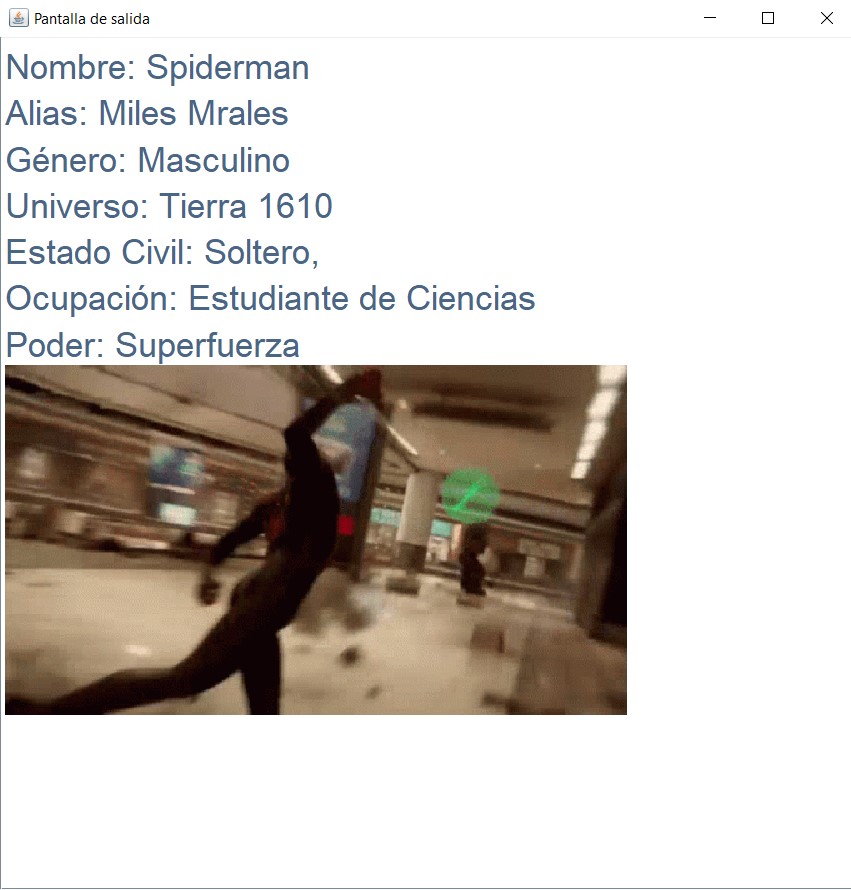 Pantalla de salida
Nombre: Spiderman
Alias: Miles Mrales
Género: Masculino
Universo: Tierra 1610
Estado Civil: Soltero,
Ocupación: Estudiante de Ciencias
Poder: Superfuerza